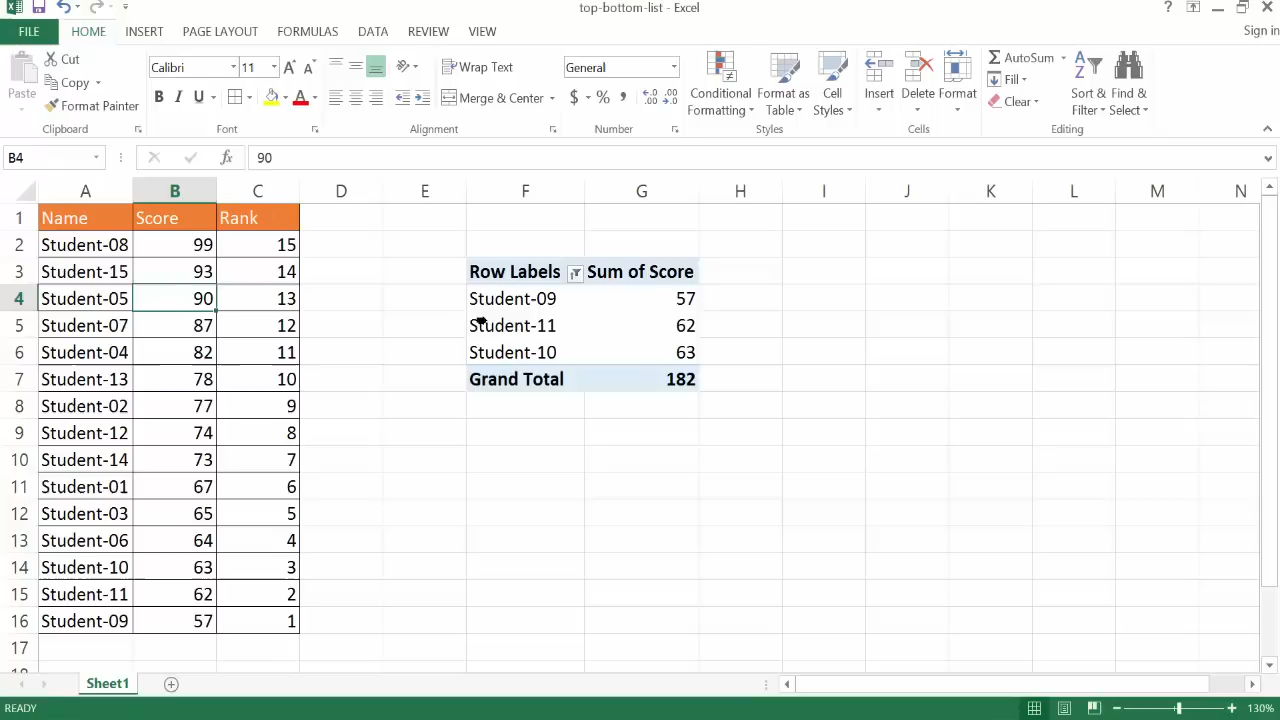 top-bottom-list - Excel
?
FILE HOME INSERT PAGE LAYOUT FORMULAS DATA REVIEW VIEW Sign in
Paste Cut Copy Format Painter Clipboard
Calibri 11 B I U A Font
Wrap Text Merge & Center Alignment
General $ % , .00 Number
Conditional Formatting Format as Table Cell Styles Styles
Insert Delete Format Cells
AutoSum Fill Clear Sort & Filter Find & Select Editing
B4 fx 90
A B C D E F G H I J K L M N
1 Name Score Rank
2 Student-08 99 15
3 Student-15 93 14 Row Labels Sum of Score
4 Student-05 90 13 Student-09 57
5 Student-07 87 12 Student-11 62
6 Student-04 82 11 Student-10 63
7 Student-13 78 10 Grand Total 182
8 Student-02 77 9
9 Student-12 74 8
10 Student-14 73 7
11 Student-01 67 6
12 Student-03 65 5
13 Student-06 64 4
14 Student-10 63 3
15 Student-11 62 2
16 Student-09 57 1
17
Sheet1
READY 130%